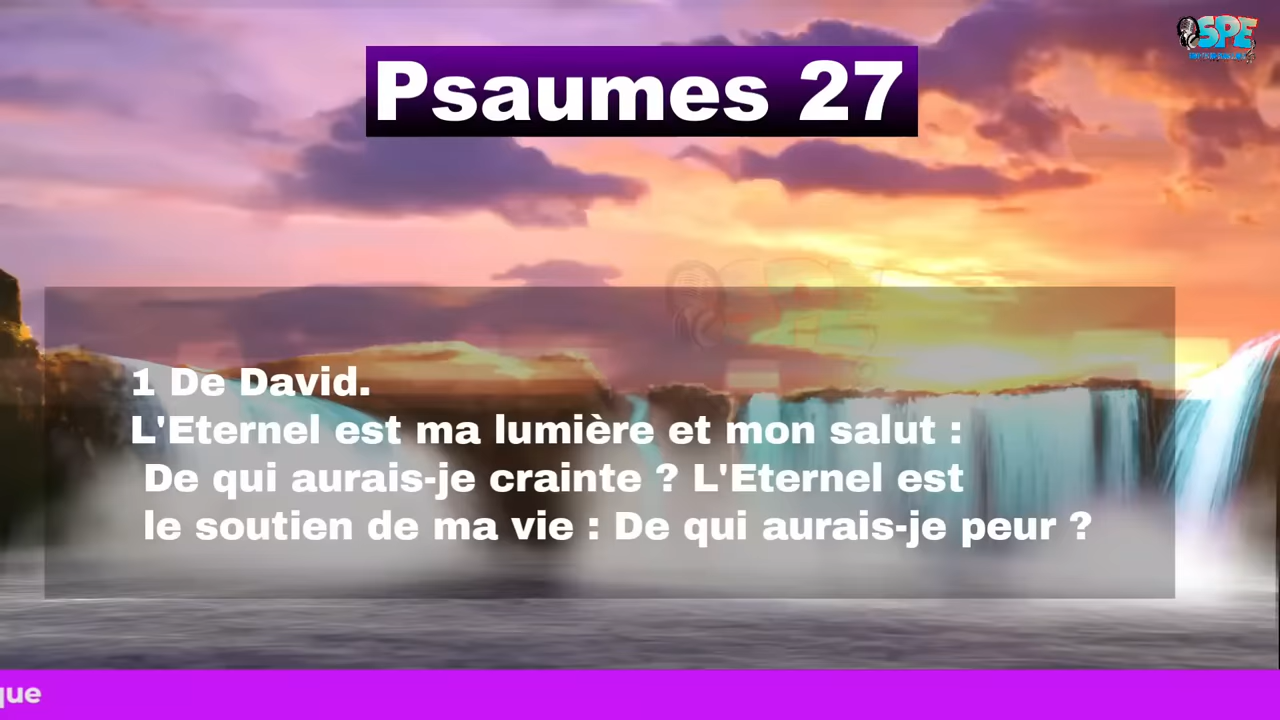 SPE
Psaumes 27
1 De David.
L'Eternel est ma lumière et mon salut :
De qui aurais-je crainte ? L'Eternel est
le soutien de ma vie : De qui aurais-je peur ?
que